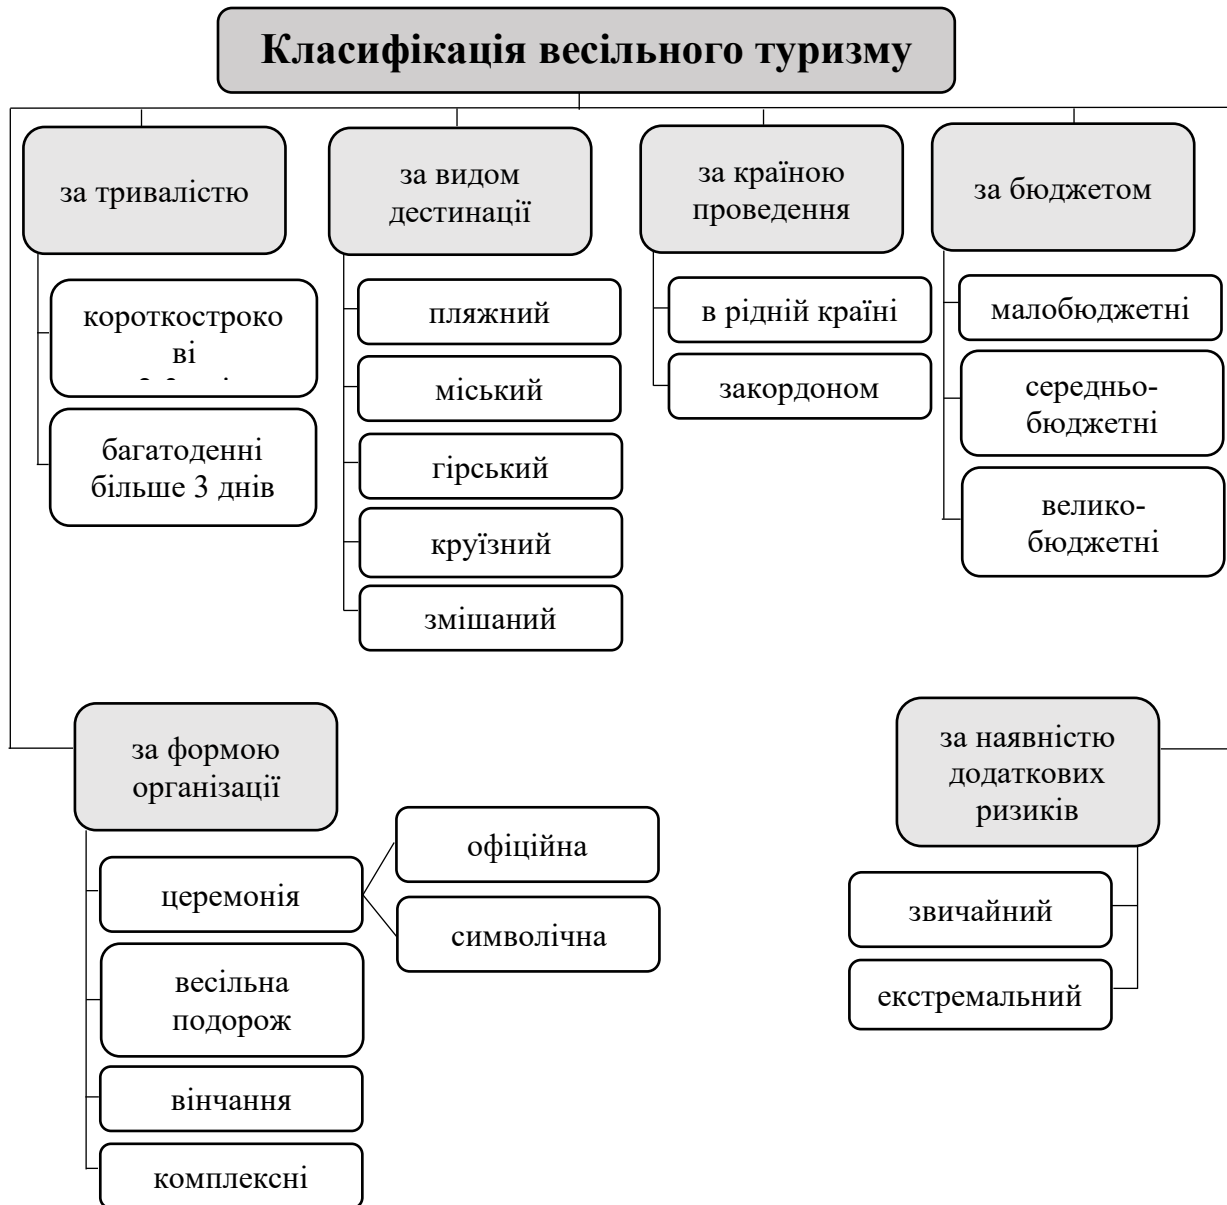 Класифікація весільного туризму
за тривалістю
короткостроко
ві
багатоденні
більше 3 днів
за видом
дестинації
пляжний
міський
гірський
круїзний
змішаний
за країною
проведення
в рідній країні
закордоном
за бюджетом
малобюджетні
середньо-
бюджетні
велико-
бюджетні
за формою
організації
церемонія
офіційна
символічна
весільна
подорож
вінчання
комплексні
за наявністю
додаткових
ризиків
звичайний
екстремальний